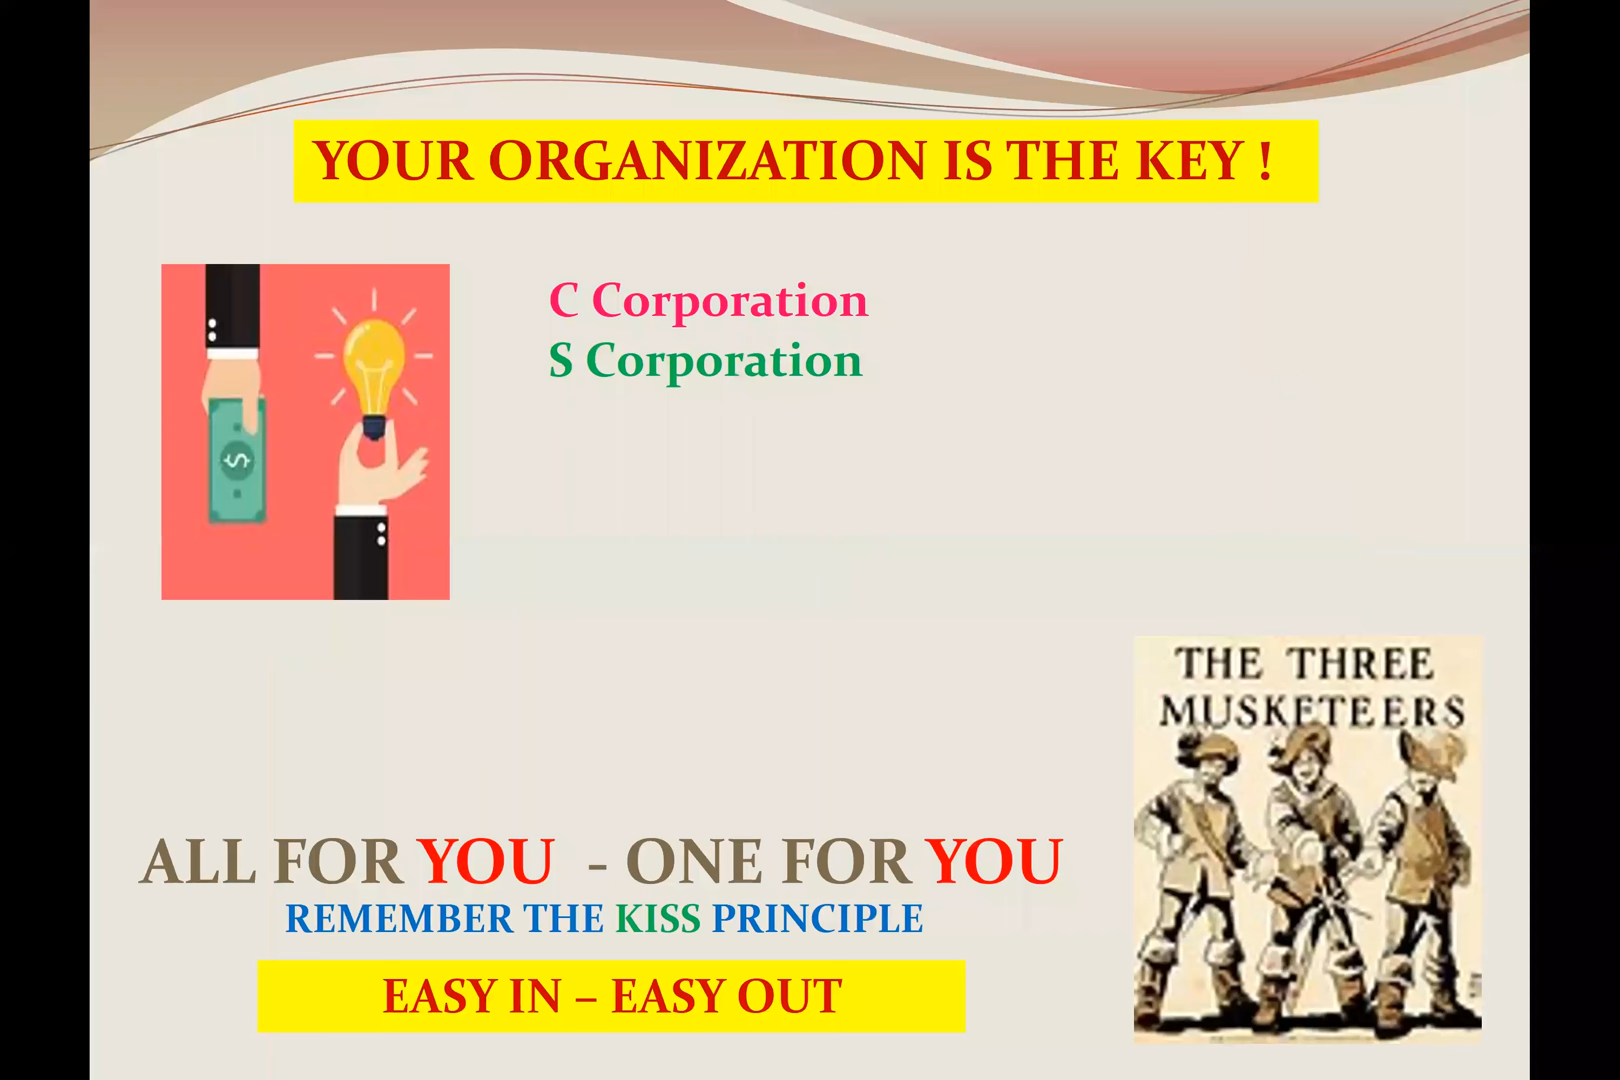 YOUR ORGANIZATION IS THE KEY !
C Corporation
S Corporation
$
THE THREE
MUSKETEERS
ALL FOR YOU - ONE FOR YOU
REMEMBER THE KISS PRINCIPLE
EASY IN – EASY OUT